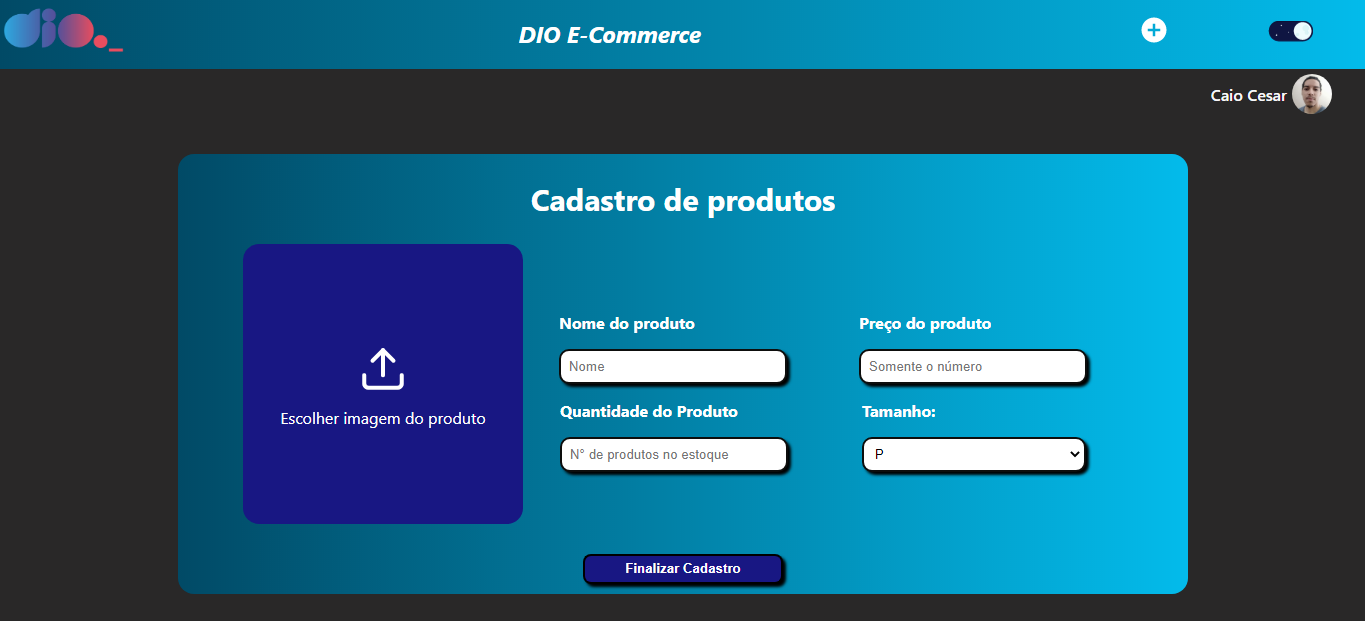 dio._
DIO E-Commerce
Caio Cesar
Cadastro de produtos
Escolher imagem do produto
Nome do produto
Nome
Preço do produto
Somente o número
Quantidade do Produto
N° de produtos no estoque
Tamanho:
P
Finalizar Cadastro